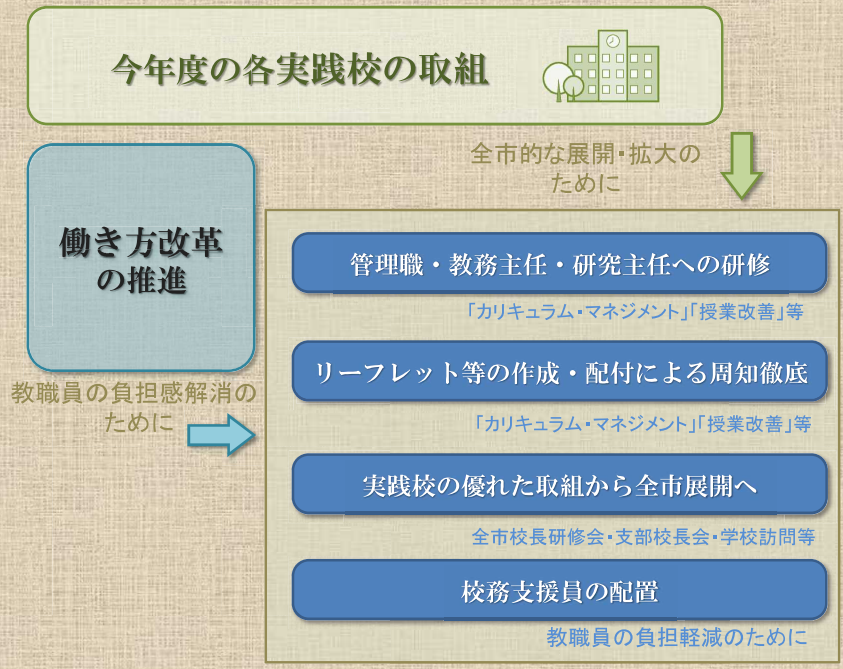 今年度の各実践校の取組
全市的な展開・拡大の
ために
働き方改革
の推進
教職員の負担感解消の
ために
管理職・教務主任・研究主任への研修
「カリキュラム・マネジメント」「授業改善」等
リーフレット等の作成・配付による周知徹底
「カリキュラム・マネジメント」「授業改善」等
実践校の優れた取組から全市展開へ
全市校長研修会・支部校長会・学校訪問等
校務支援員の配置
教職員の負担軽減のために